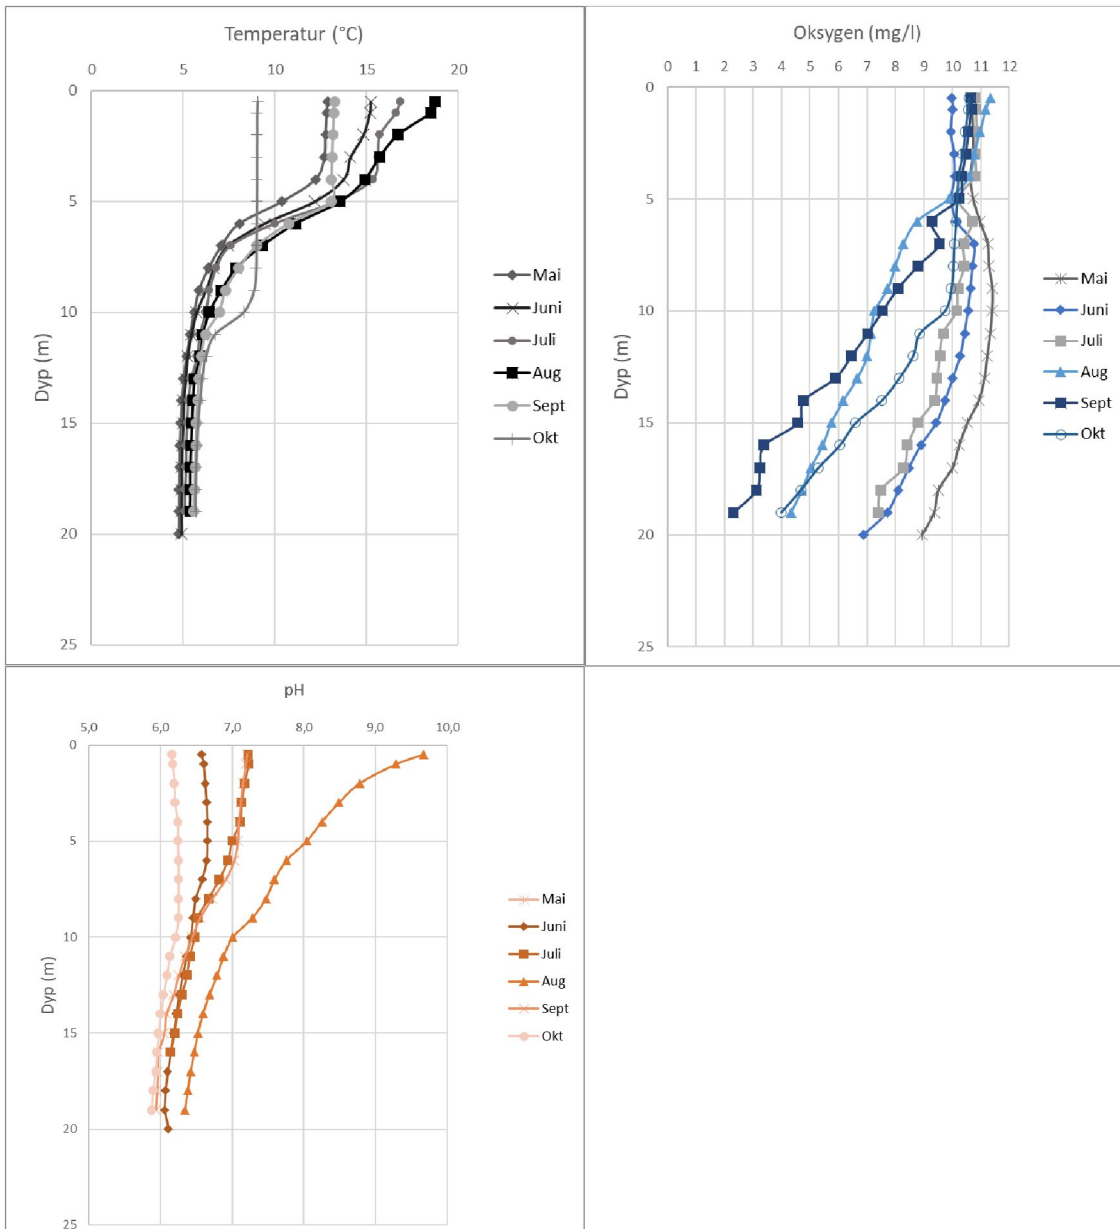 Temperatur (°C)
0 5 10 15 20
0
5
10
15
20
25
Dyp (m)
Mai
Juni
Juli
Aug
Sept
Okt
Oksygen (mg/l)
0 1 2 3 4 5 6 7 8 9 10 11 12
0
5
10
15
20
25
Dyp (m)
Mai
Juni
Juli
Aug
Sept
Okt
pH
5,0 6,0 7,0 8,0 9,0 10,0
0
5
10
15
20
25
Dyp (m)
Mai
Juni
Juli
Aug
Sept
Okt